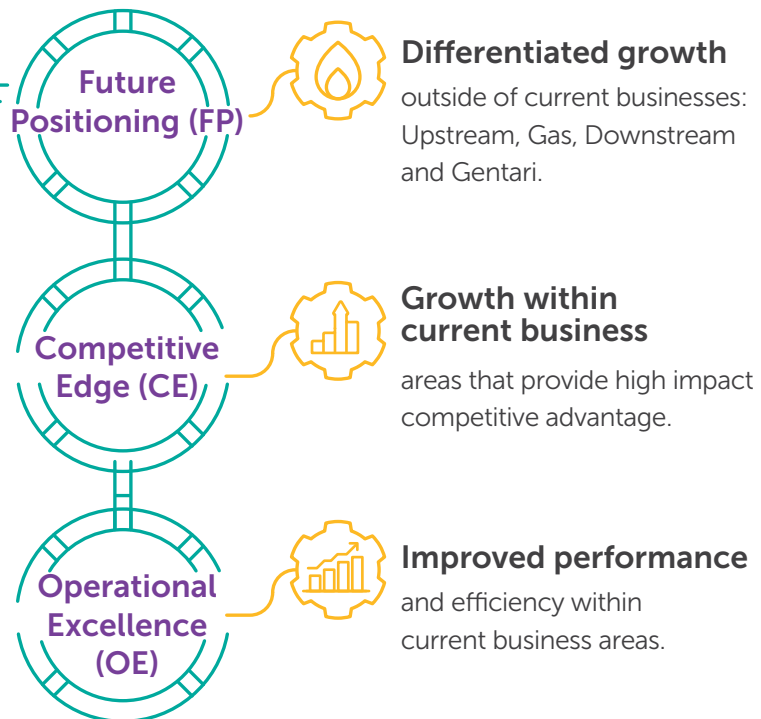 Future
Positioning (FP)
Differentiated growth
outside of current businesses:
Upstream, Gas, Downstream
and Gentari.
Competitive
Edge (CE)
Growth within
current business
areas that provide high impact
competitive advantage.
Operational
Excellence
(OE)
Improved performance
and efficiency within
current business areas.